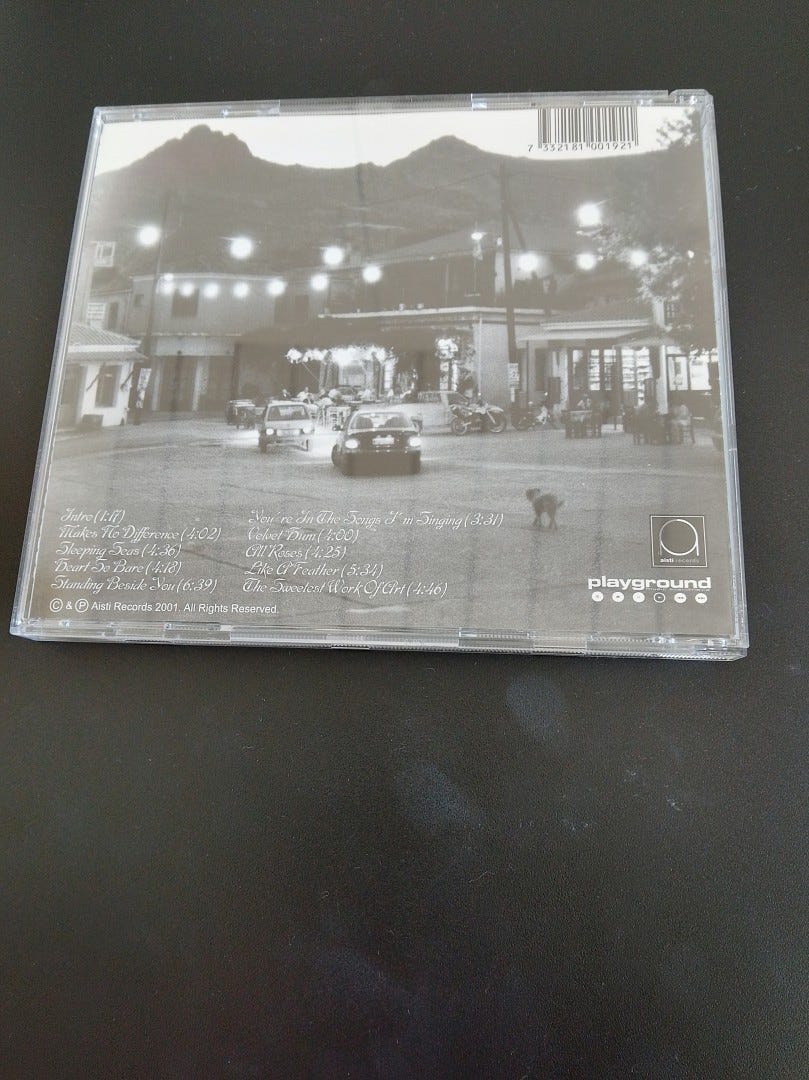 7 332181 001921
Intro (1:17)
Makes No Difference (4:02)
Sleeping Seas (4:36)
Heart So Bare (4:18)
Standing Beside You (6:39)
You´re In The Songs I´m Singing (3:31)
Velvet Hum (4:00)
All Roses (4:25)
Like A Feather (5:34)
The Sweetest Work Of Art (4:46)
© & ℗ Aisti Records 2001. All Rights Reserved.
a
aisti records
playground